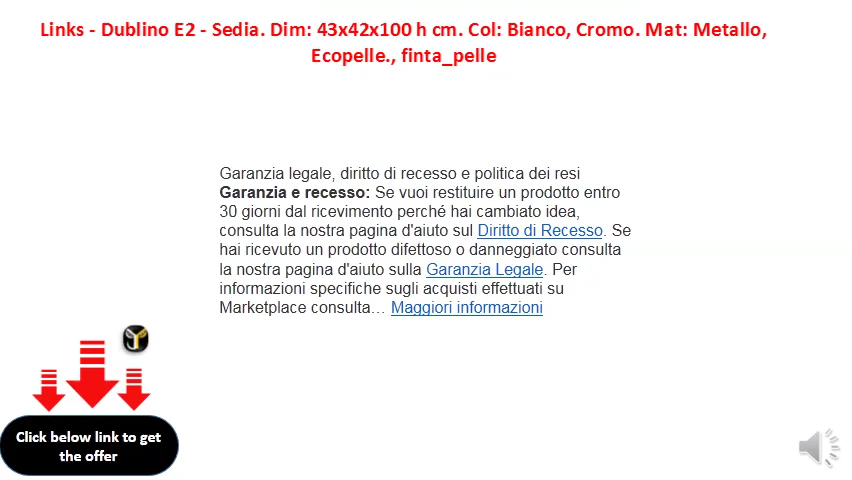 Links - Dublino E2 - Sedia. Dim: 43x42x100 h cm. Col: Bianco, Cromo. Mat: Metallo,
Ecopelle., finta_pelle
Garanzia legale, diritto di recesso e politica dei resi
Garanzia e recesso: Se vuoi restituire un prodotto entro
30 giorni dal ricevimento perché hai cambiato idea,
consulta la nostra pagina d'aiuto sul Diritto di Recesso. Se
hai ricevuto un prodotto difettoso o danneggiato consulta
la nostra pagina d'aiuto sulla Garanzia Legale. Per
informazioni specifiche sugli acquisti effettuati su
Marketplace consulta… Maggiori informazioni
Click below link to get
the offer